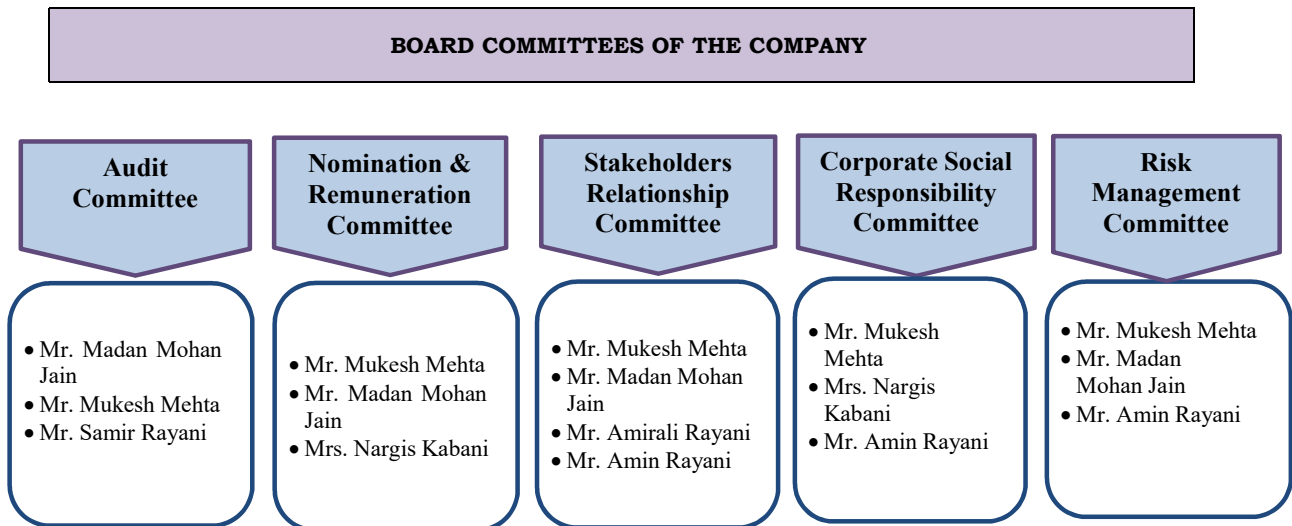 BOARD COMMITTEES OF THE COMPANY
Audit
Committee
• Mr. Madan Mohan
Jain
• Mr. Mukesh Mehta
• Mr. Samir Rayani
Nomination &
Remuneration
Committee
• Mr. Mukesh Mehta
• Mr. Madan Mohan
Jain
• Mrs. Nargis Kabani
Stakeholders
Relationship
Committee
• Mr. Mukesh Mehta
• Mr. Madan Mohan
Jain
• Mr. Amirali Rayani
• Mr. Amin Rayani
Corporate Social
Responsibility
Committee
• Mr. Mukesh
Mehta
• Mrs. Nargis
Kabani
• Mr. Amin Rayani
Risk
Management
Committee
• Mr. Mukesh Mehta
• Mr. Madan
Mohan Jain
• Mr. Amin Rayani